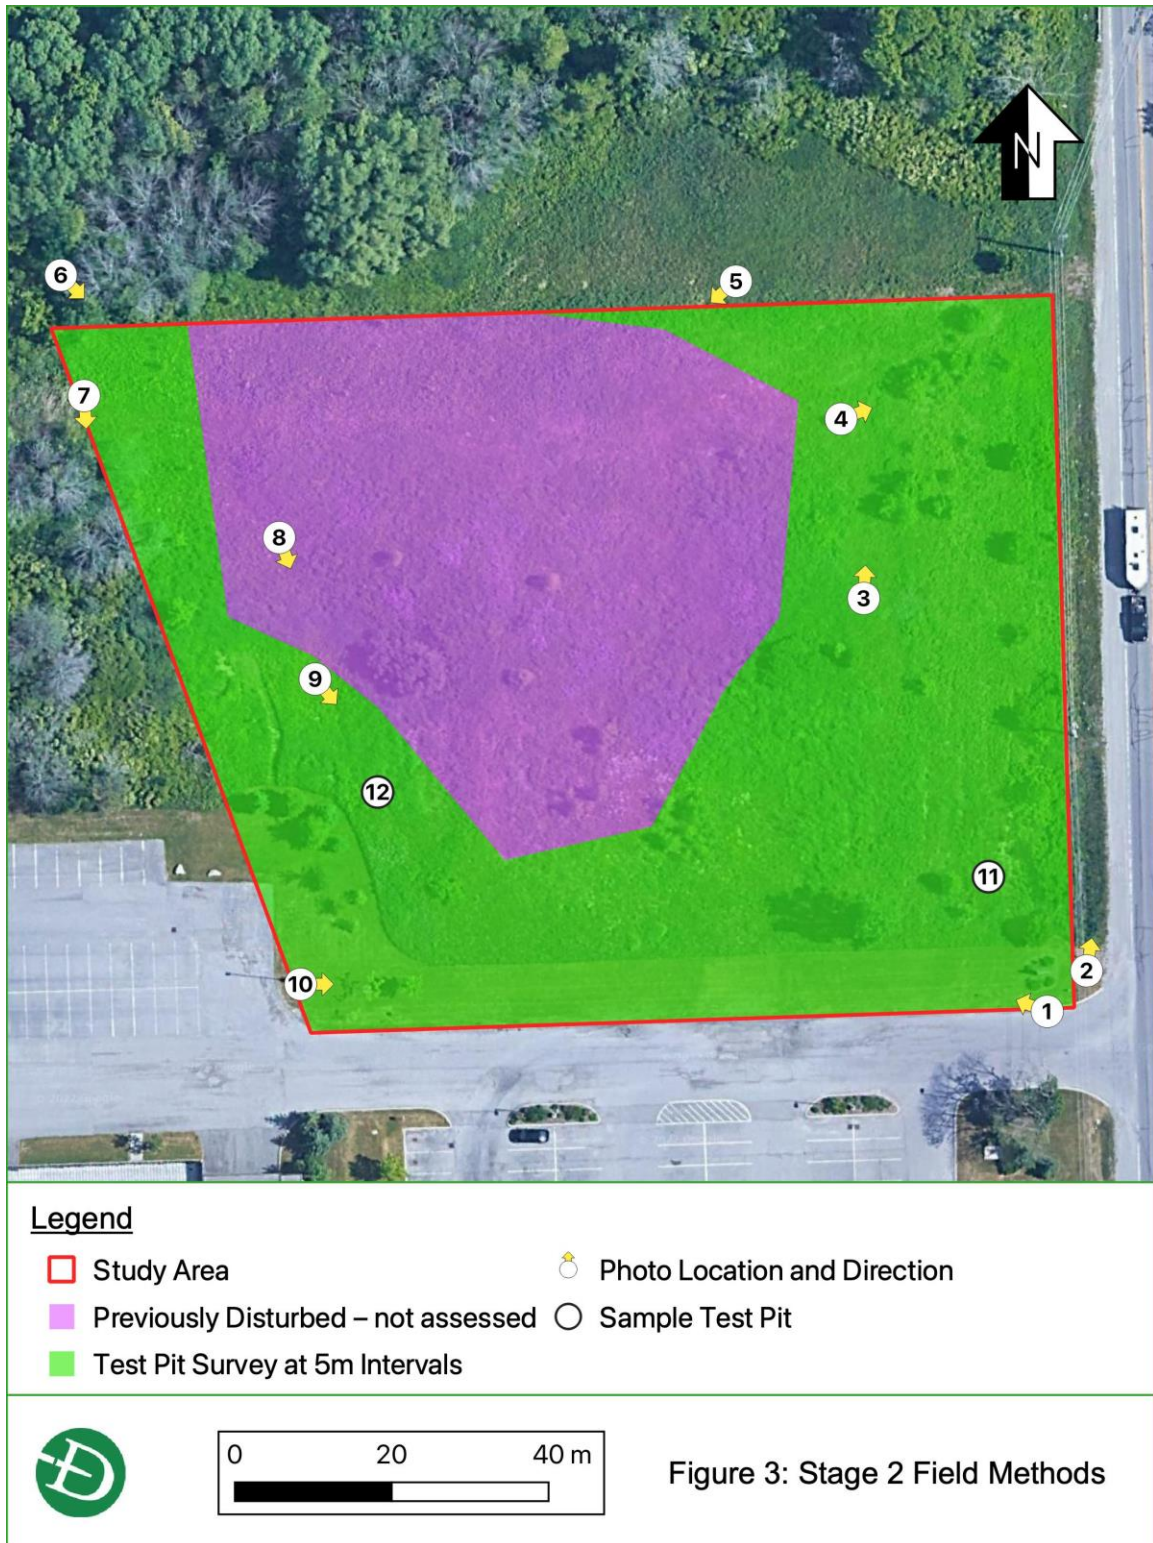 N
6
5
7
4
8
3
9
12
11
2
10
1
Legend
Study Area
Photo Location and Direction
Previously Disturbed – not assessed
Sample Test Pit
Test Pit Survey at 5m Intervals
Đ
0 20 40 m
Figure 3: Stage 2 Field Methods